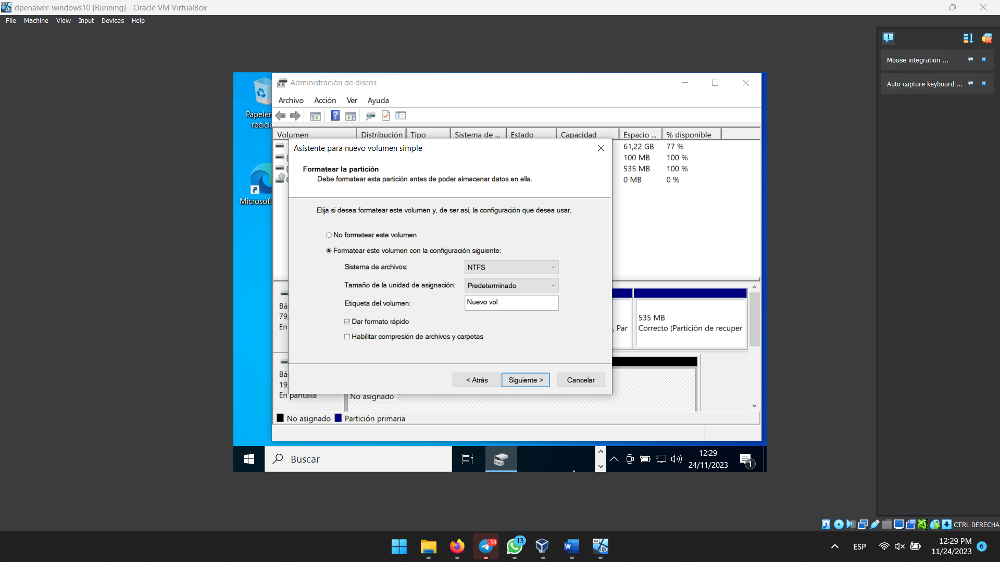 dpenalver-windows10 [Running] - Oracle VM VirtualBox
File Machine View Input Devices Help
Mouse integration ...
Auto capture keyboard ...
Papeler
recicla
Microsoft
Administración de discos
Archivo Acción Ver Ayuda
Volumen Distribución Tipo Sistema de ... Estado Capacidad Espacio ... % disponible
61,22 GB 77 %
( 100 MB 100 %
( 535 MB 100 %
0 MB 0 %
Asistente para nuevo volumen simple
Formatear la partición
Debe formatear esta partición antes de poder almacenar datos en ella.
Elija si desea formatear este volumen y, de ser así, la configuración que desea usar.
No formatear este volumen
Formatear este volumen con la configuración siguiente:
Sistema de archivos: NTFS
Tamaño de la unidad de asignación: Predeterminado
Etiqueta del volumen: Nuevo vol
Dar formato rápido
Habilitar compresión de archivos y carpetas
< Atrás Siguiente > Cancelar
Bás
79,
En
, Par
535 MB
Correcto (Partición de recuper
Bás
19,
En pantalla
No asignado
No asignado Partición primaria
Buscar
12:29
24/11/2023
1
CTRL DERECHA
64
10
..58
13
ESP
12:29 PM
11/24/2023
6